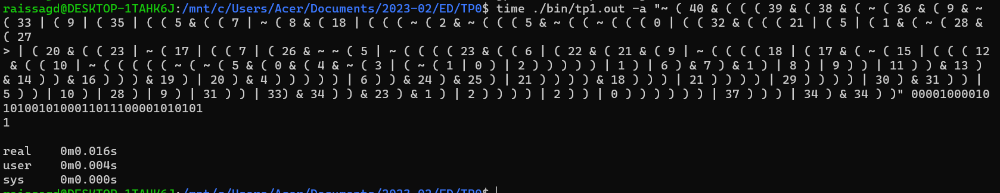 raissagd@DESKTOP-1TAHK6J:/mnt/c/Users/Acer/Documents/2023-02/ED/TP0$ time ./bin/tp1.out -a "~ ( 40 & ( ( ( 39 & ( 38 & ( ~ ( 36 & ( 9 & ~
( 33 | ( 9 | ( 35 | ( ( 5 & ( ( 7 | ~ ( 8 & ( 18 | ( ( ( ~ ( 2 & ~ ( ( ( 5 & ~ ( ( ~ ( ( ( 0 | ( ( 32 & ( ( ( 21 | ( 5 | ( 1 & ( ~ ( 28 &
( 27
> | ( 20 & ( ( 23 | ~ ( 17 | ( ( 7 | ( 26 & ~ ~ ( 5 | ~ ( ( ( ( 23 & ( ( 6 | ( 22 & ( 21 & ( 9 | ~ ( ( ( ( 18 | ( 17 & ( ~ ( 15 | ( ( ( 12
& ( ( 10 | ~ ( ( ( ( ( ~ ( ~ ( 5 & ( 0 & ( 4 & ~ ( 3 | ( ~ ( 1 | 0 ) | 2 ) ) ) ) ) | 1 ) | 6 ) & 7 ) & 1 ) | 8 ) | 9 ) ) | 11 ) ) & 13 )
& 14 ) ) & 16 ) ) ) & 19 ) | 20 ) & 4 ) ) ) ) ) | 6 ) ) & 24 ) & 25 ) | 21 ) ) ) ) & 18 ) ) ) | 21 ) ) ) ) | 29 ) ) ) ) | 30 ) & 31 ) ) |
5 ) ) | 10 ) | 28 ) | 9 ) | 31 ) ) | 33) & 34 ) ) & 23 ) & 1 ) | 2 ) ) ) ) | 2 ) ) | 0 ) ) ) ) ) ) | 37 ) ) ) | 34 ) & 34 ) )" 00001000010
1010010100011011100001010101
1
real 0m0.016s
user 0m0.004s
sys 0m0.000s
raissagd@DESKTOP-1TAHK6J:/mnt/c/Users/Acer/Documents/2023-02/ED/TP0$